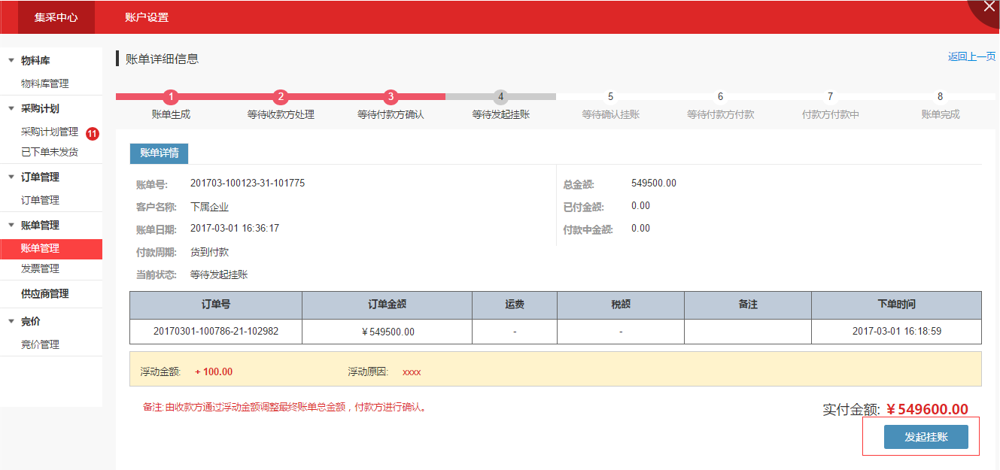 集采中心 账户设置
物料库
物料库管理
采购计划
采购计划管理 11
已下单未发货
订单管理
订单管理
账单管理
账单管理
发票管理
供应商管理
竞价
竞价管理
账单详细信息 返回上一页
1 2 3 4 5 6 7 8
账单生成 等待收款方处理 等待付款方确认 等待发起挂账 等待确认挂账 等待付款方付款 付款方付款中 账单完成
账单详情
账单号: 201703-100123-31-101775 总金额: 549500.00
客户名称: 下属企业 已付金额: 0.00
账单日期: 2017-03-01 16:36:17 付款中金额: 0.00
付款周期: 货到付款
当前状态: 等待发起挂账
订单号 订单金额 运费 税额 备注 下单时间
20170301-100786-21-102982 ￥549500.00 - - 2017-03-01 16:18:59
浮动金额: + 100.00 浮动原因: xxxx
备注:由收款方通过浮动金额调整最终账单总金额，付款方进行确认。
实付金额: ￥549600.00
发起挂账